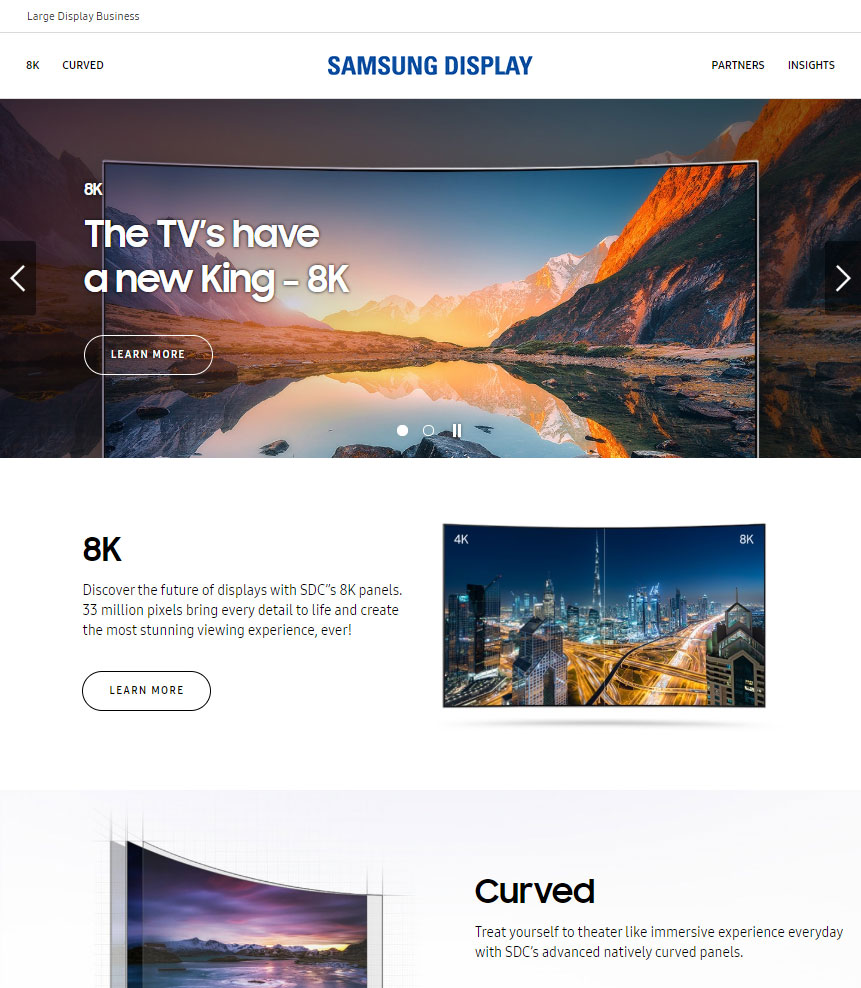 Large Display Business
8K CURVED SAMSUNG DISPLAY PARTNERS INSIGHTS
8K
The TV's have
a new King - 8K
LEARN MORE
8K
Discover the future of displays with SDC"s 8K panels.
33 million pixels bring every detail to life and create
the most stunning viewing experience, ever!
LEARN MORE
4K 8K
Curved
Treat yourself to theater like immersive experience everyday
with SDC's advanced natively curved panels.